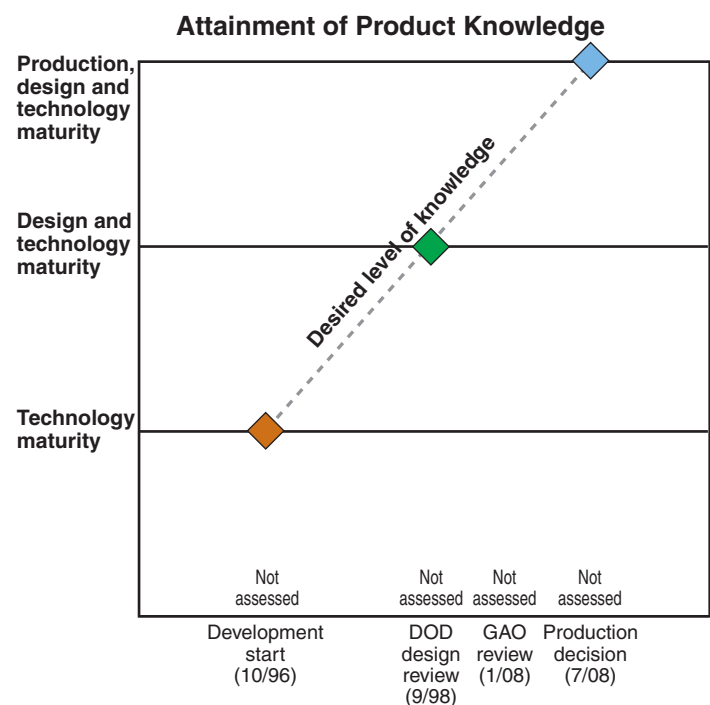 Attainment of Product Knowledge
Production,
design and
technology
maturity
Design and
technology
maturity
Technology
maturity
Desired level of knowledge
Not
assessed
Not
assessed
Not
assessed
Not
assessed
Development
start
(10/96)
DOD
design
review
(9/98)
GAO
review
(1/08)
Production
decision
(7/08)